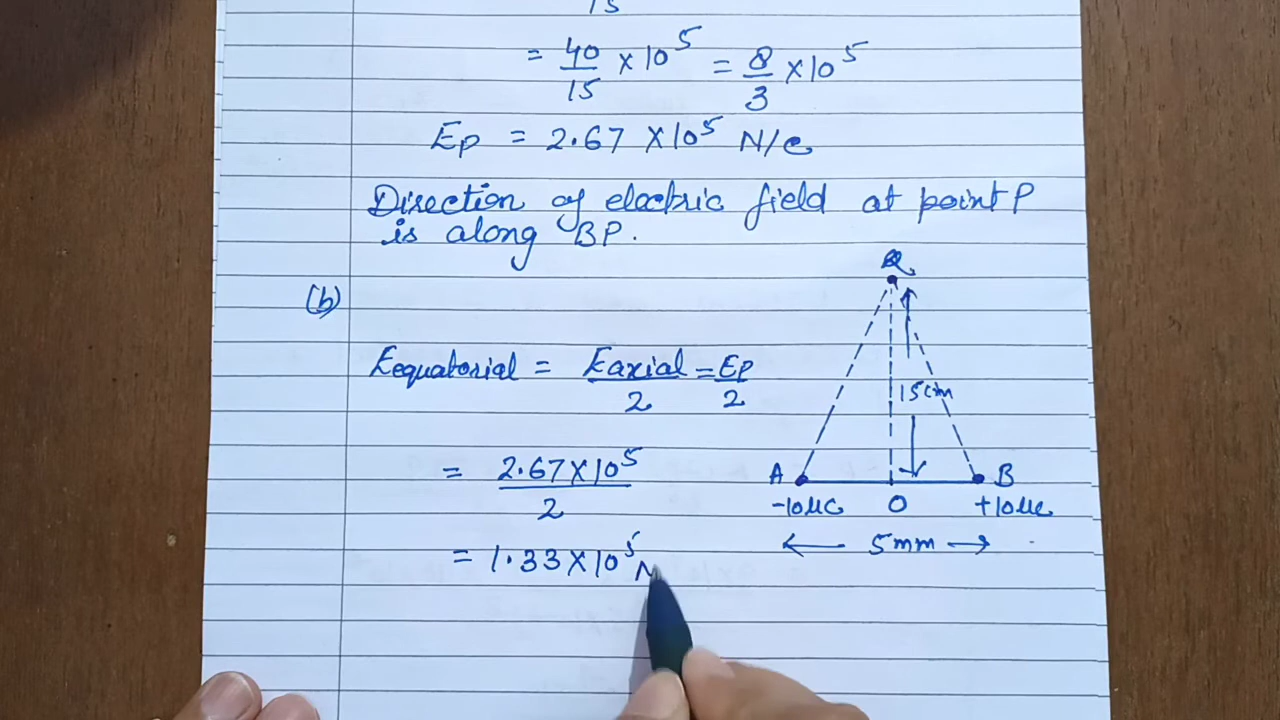 15
= 40/15 × 10^5 = 8/3 × 10^5
Ep = 2.67 × 10^5 N/C
Direction of electric field at point P
is along BP.
(b)
Eequatorial = Eaxial/2 = Ep/2
= 2.67 × 10^5/2
= 1.33 × 10^5 N
Q
15cm
A B
-10μC O +10μC
5mm